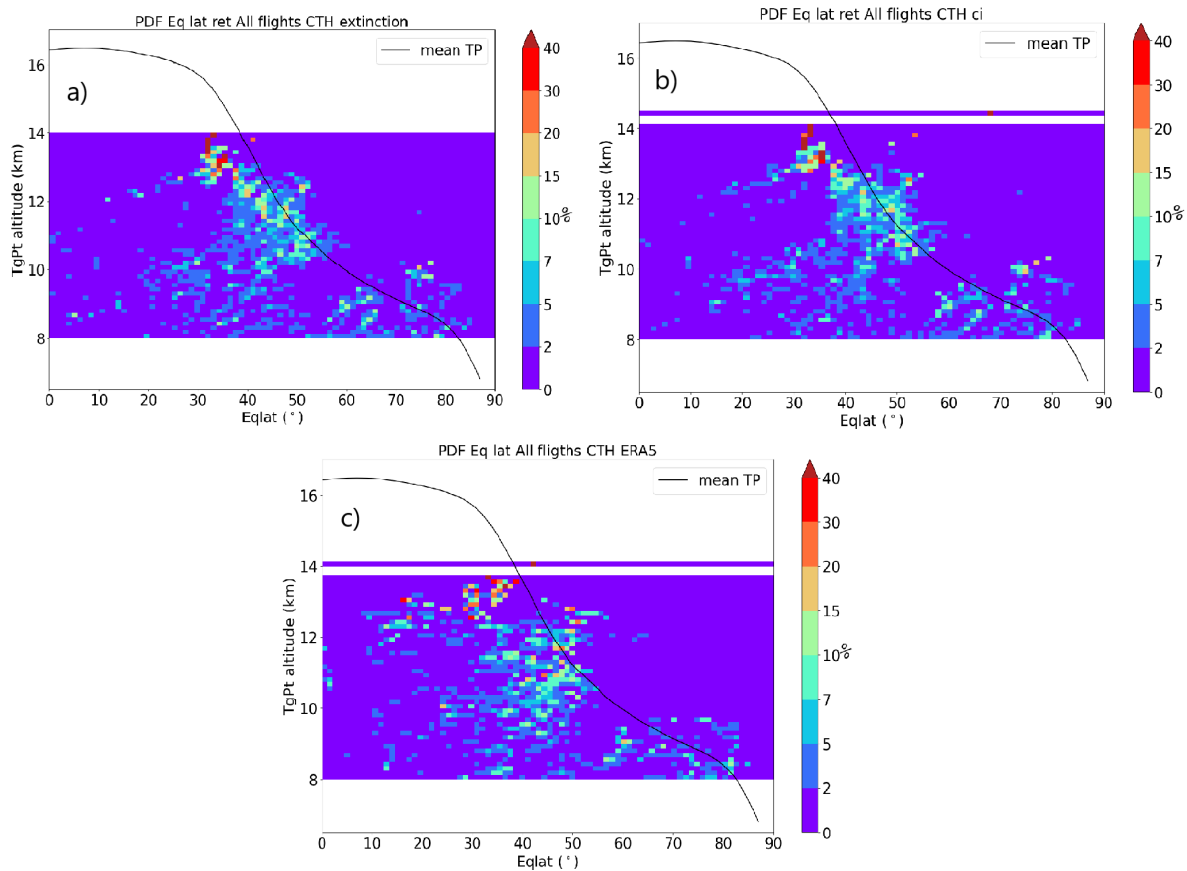 PDF Eq lat ret All flights CTH extinction
a)
mean TP
TgPt altitude (km)
16
14
12
10
8
0 10 20 30 40 50 60 70 80 90
Eqlat (°)
40
30
20
15
10
7
5
2
0
%
PDF Eq lat ret All flights CTH ci
b)
mean TP
TgPt altitude (km)
16
14
12
10
8
0 10 20 30 40 50 60 70 80 90
Eqlat (°)
40
30
20
15
10
7
5
2
0
%
PDF Eq lat All fligths CTH ERA5
c)
mean TP
TgPt altitude (km)
16
14
12
10
8
0 10 20 30 40 50 60 70 80 90
Eqlat (°)
40
30
20
15
10
7
5
2
0
%